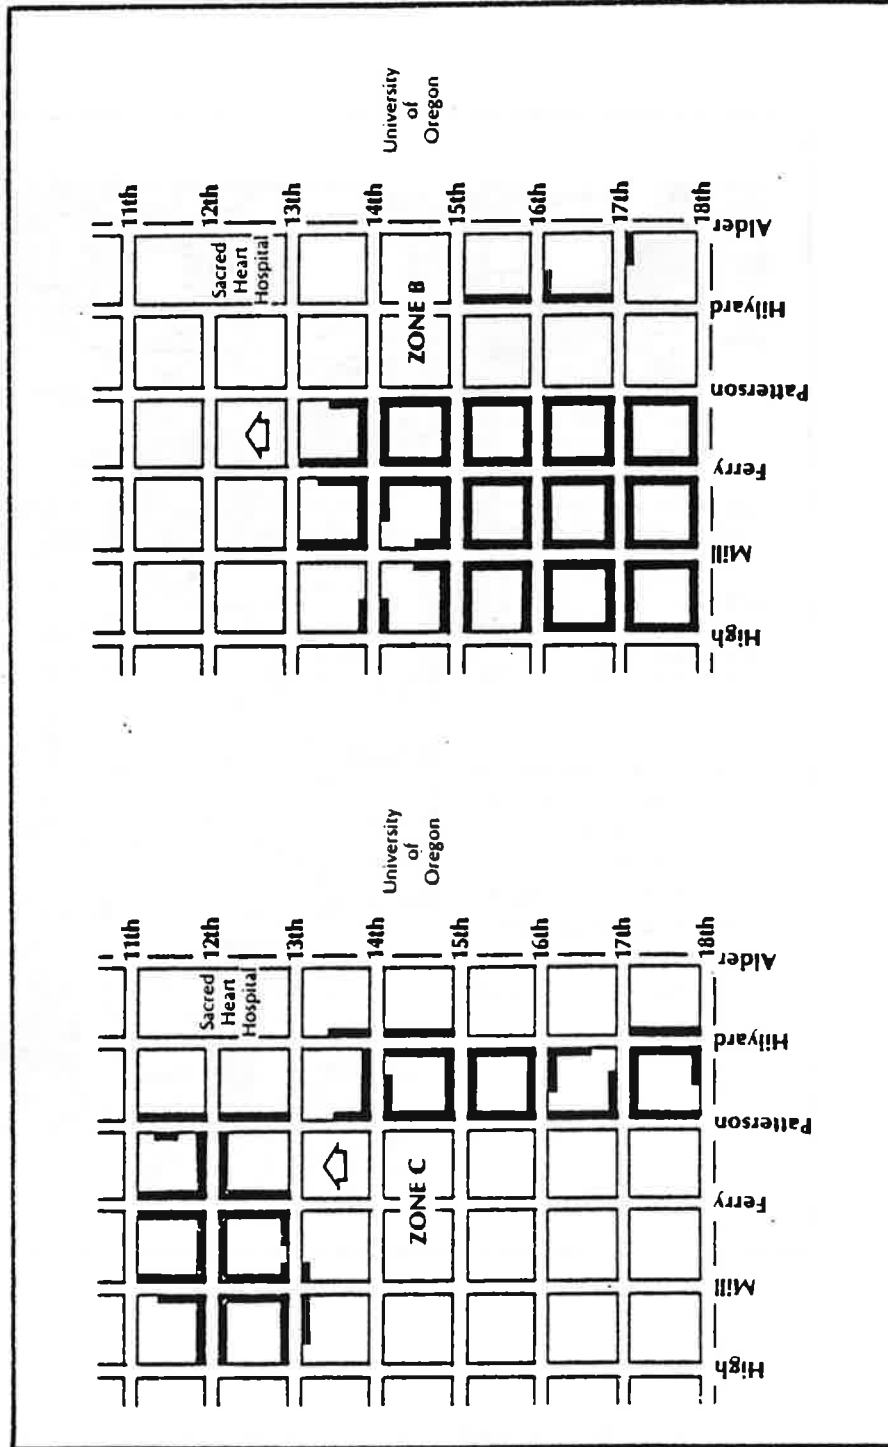 11th
12th
13th
14th
15th
16th
17th
18th
Sacred
Heart
Hospital
University
of
Oregon
ZONE B
High
Mill
Ferry
Patterson
Hilyard
Alder
11th
12th
13th
14th
15th
16th
17th
18th
Sacred
Heart
Hospital
University
of
Oregon
ZONE C
High
Mill
Ferry
Patterson
Hilyard
Alder